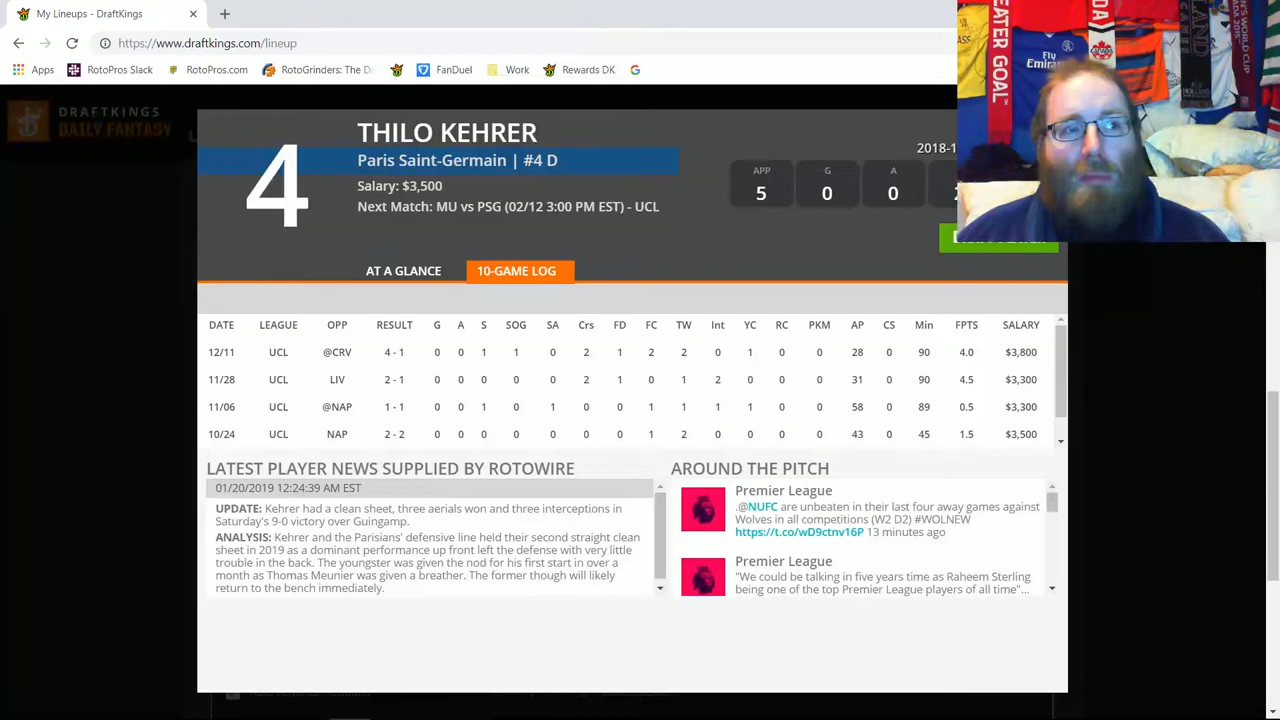 My Lineups - DraftKings
https://www.draftkings.com/lineup
Apps RotoPros Slack RotoPros.com RotoGrinders: The D FanDuel Work Rewards DK
DRAFTKINGS
DAILY FANTASY
4
THILO KEHRER
Paris Saint-Germain | #4 D
Salary: $3,500
Next Match: MU vs PSG (02/12 3:00 PM EST) - UCL
2018-1
APP G A
5 0 0
AT A GLANCE 10-GAME LOG
DATE LEAGUE OPP RESULT G A S SOG SA Crs FD FC TW Int YC RC PKM AP CS Min FPTS SALARY
12/11 UCL @CRV 4 - 1 0 0 1 1 0 2 1 2 2 0 1 0 0 28 0 90 4.0 $3,800
11/28 UCL LIV 2 - 1 0 0 0 0 0 2 1 0 1 2 0 0 0 31 0 90 4.5 $3,300
11/06 UCL @NAP 1 - 1 0 0 1 0 1 0 0 1 1 1 1 0 0 58 0 89 0.5 $3,300
10/24 UCL NAP 2 - 2 0 0 0 0 0 0 0 1 2 0 0 0 0 43 0 45 1.5 $3,500
LATEST PLAYER NEWS SUPPLIED BY ROTOWIRE
01/20/2019 12:24:39 AM EST
UPDATE: Kehrer had a clean sheet, three aerials won and three interceptions in
Saturday's 9-0 victory over Guingamp.
ANALYSIS: Kehrer and the Parisians' defensive line held their second straight clean
sheet in 2019 as a dominant performance up front left the defense with very little
trouble in the back. The youngster was given the nod for his first start in over a
month as Thomas Meunier was given a breather. The former though will likely
return to the bench immediately.
AROUND THE PITCH
Premier League
.@NUFC are unbeaten in their last four away games against
Wolves in all competitions (W2 D2) #WOLNEW
https://t.co/wD9ctnv16P 13 minutes ago
Premier League
"We could be talking in five years time as Raheem Sterling
being one of the top Premier League players of all time"...
EATER GOAL